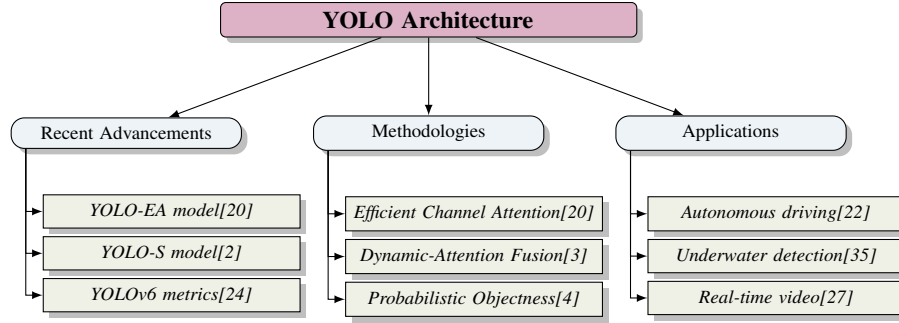 YOLO Architecture
Recent Advancements
Methodologies
Applications
YOLO-EA model[20]
YOLO-S model[2]
YOLOv6 metrics[24]
Efficient Channel Attention[20]
Dynamic-Attention Fusion[3]
Probabilistic Objectness[4]
Autonomous driving[22]
Underwater detection[35]
Real-time video[27]